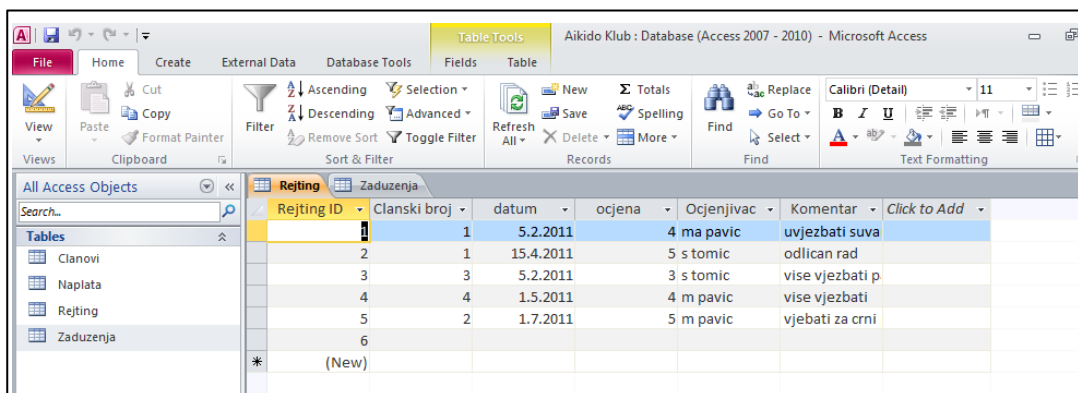 Table Tools
Aikido Klub : Database (Access 2007 - 2010) - Microsoft Access
File Home Create External Data Database Tools Fields Table
View
Views
Paste
Cut
Copy
Format Painter
Clipboard
Filter
Ascending
Descending
Remove Sort
Selection
Advanced
Toggle Filter
Sort & Filter
Refresh
All
New
Save
Delete
Totals
Spelling
More
Records
Find
Replace
Go To
Select
Find
Calibri (Detail) 11
B I U
A ab
Text Formatting
All Access Objects
Search...
Tables
Clanovi
Naplata
Rejting
Zaduzenja
Rejting Zaduzenja
Rejting ID Clanski broj datum ocjena Ocjenjivac Komentar Click to Add
1 1 5.2.2011 4 ma pavic uvjezbati suva
2 1 15.4.2011 5 s tomic odlican rad
3 3 5.2.2011 3 s tomic vise vjezbati p
4 4 1.5.2011 4 m pavic vise vjezbati
5 2 1.7.2011 5 m pavic vjebati za crni
6
(New)